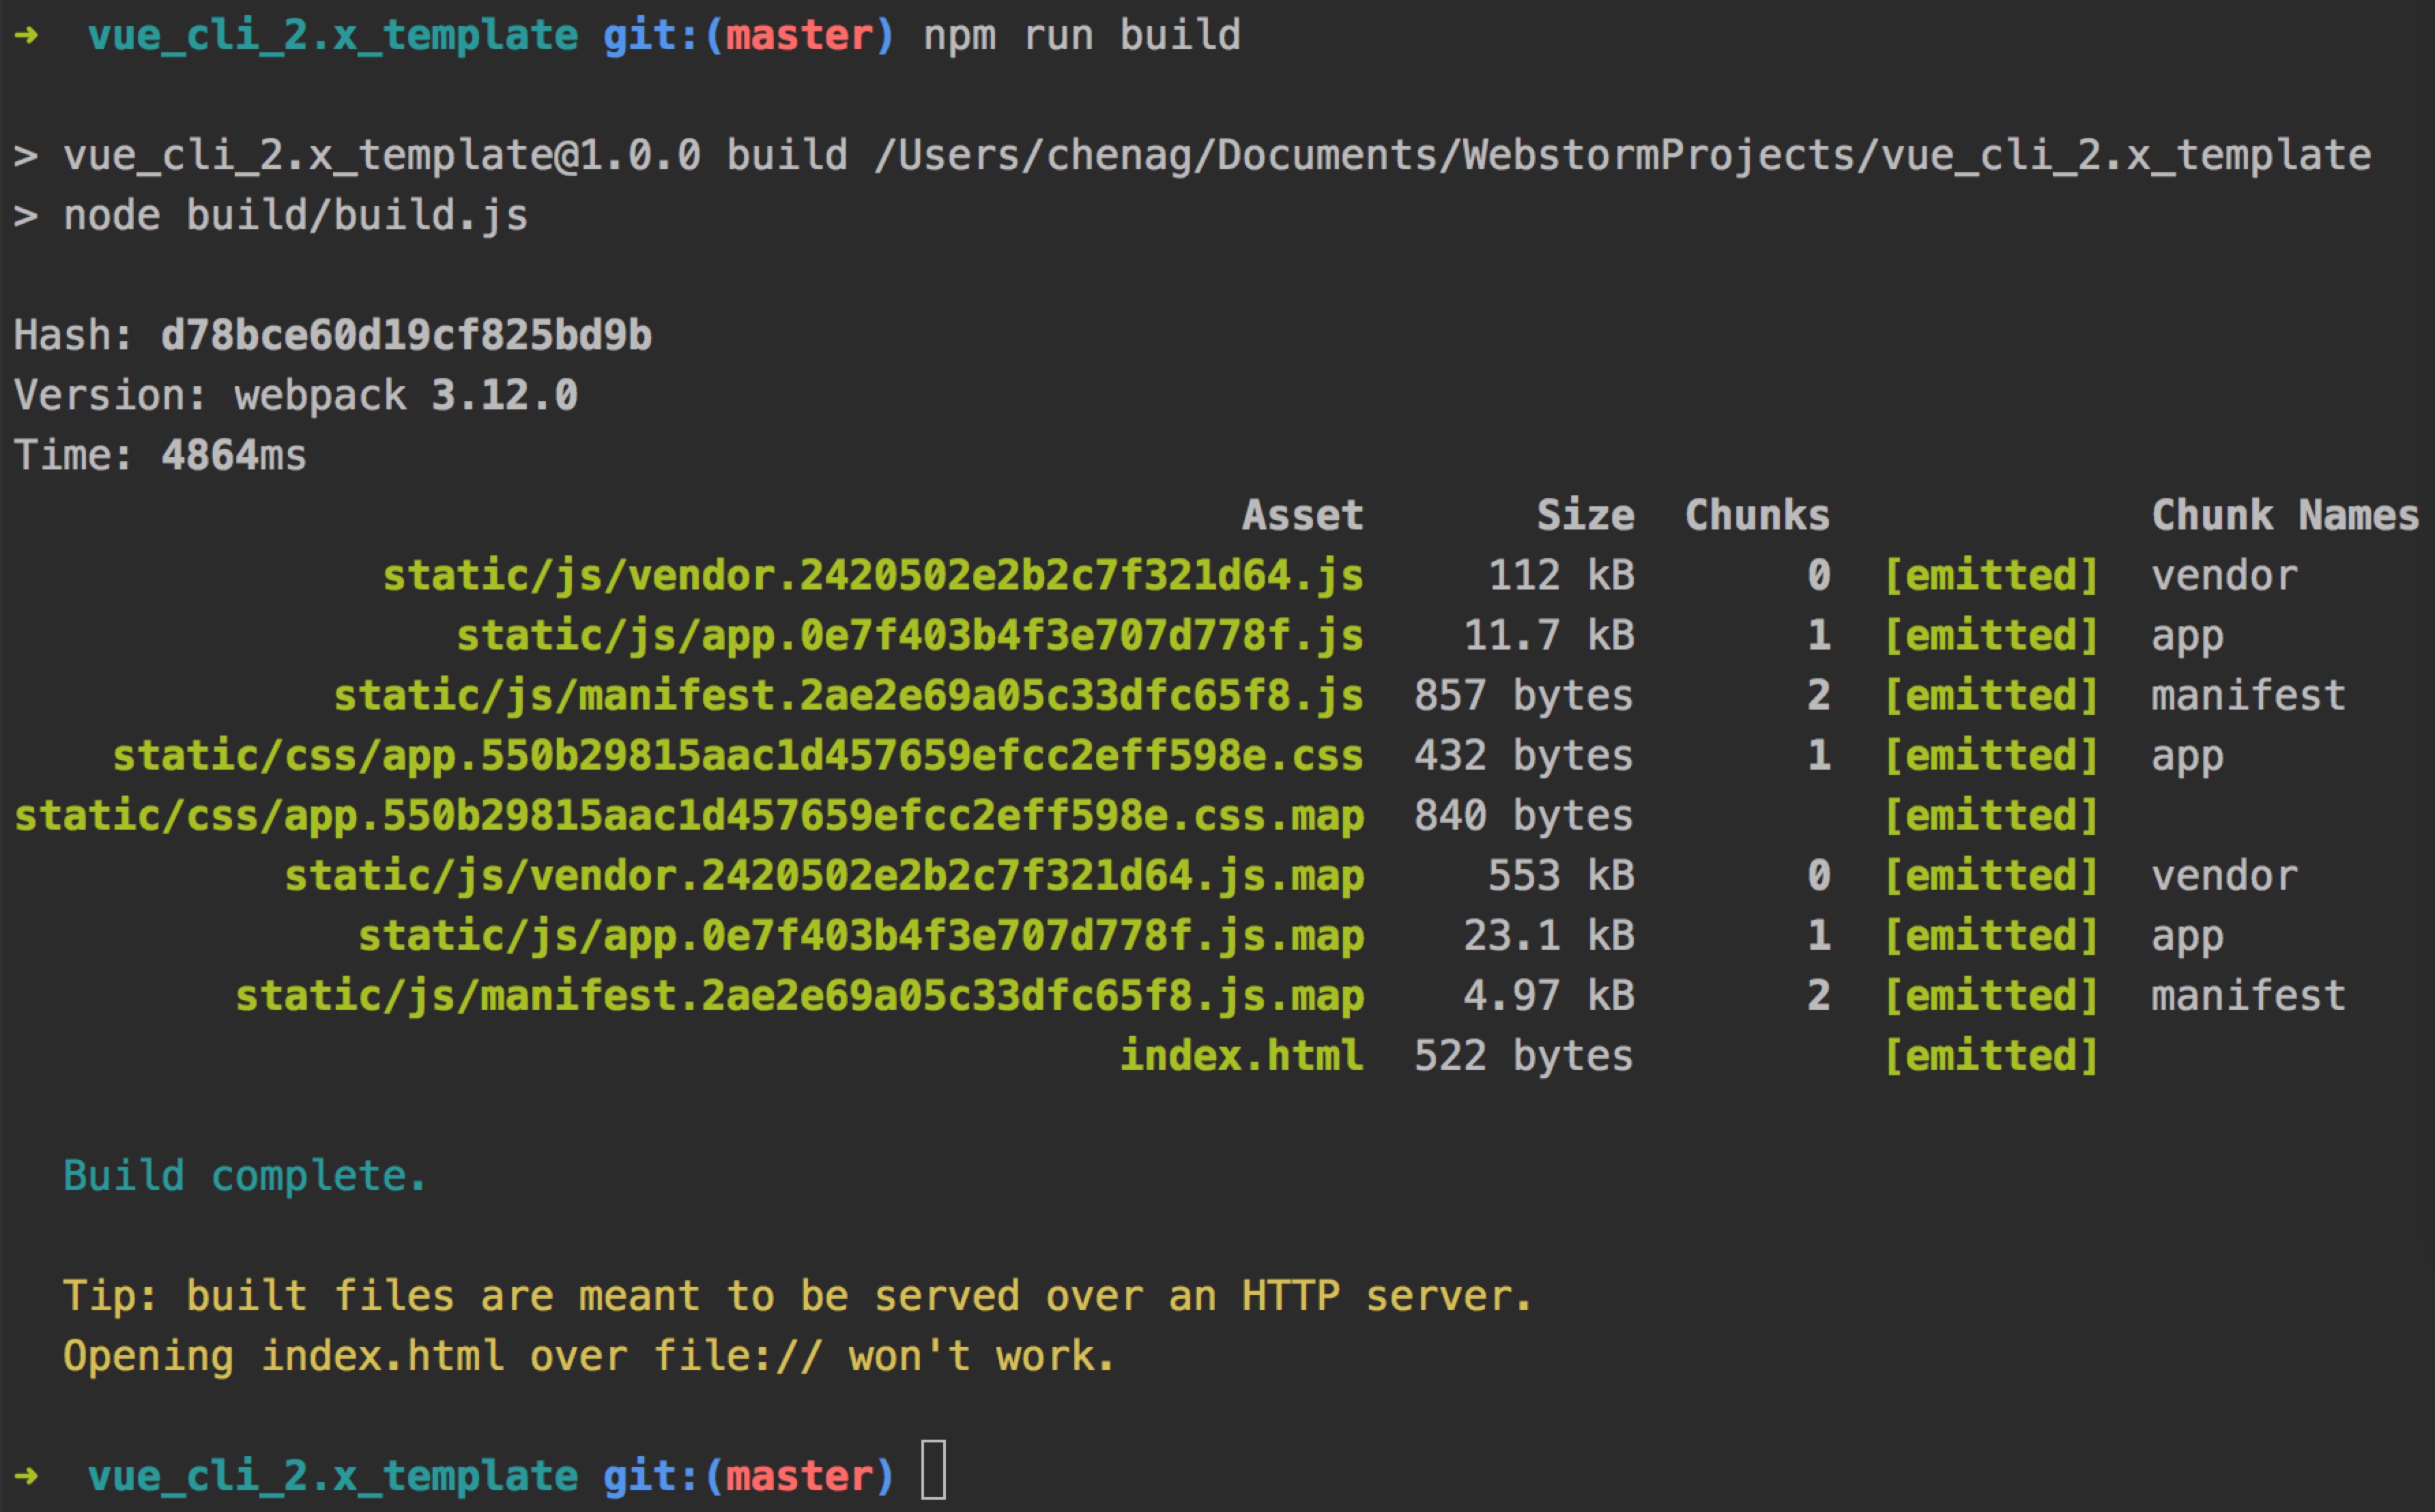 ➜  vue_cli_2.x_template git:(master) npm run build
> vue_cli_2.x_template@1.0.0 build /Users/chenag/Documents/WebstormProjects/vue_cli_2.x_template
> node build/build.js
Hash: d78bce60d19cf825bd9b
Version: webpack 3.12.0
Time: 4864ms
Asset Size Chunks Chunk Names
static/js/vendor.2420502e2b2c7f321d64.js 112 kB 0 [emitted] vendor
static/js/app.0e7f403b4f3e707d778f.js 11.7 kB 1 [emitted] app
static/js/manifest.2ae2e69a05c33dfc65f8.js 857 bytes 2 [emitted] manifest
static/css/app.550b29815aac1d457659efcc2eff598e.css 432 bytes 1 [emitted] app
static/css/app.550b29815aac1d457659efcc2eff598e.css.map 840 bytes [emitted]
static/js/vendor.2420502e2b2c7f321d64.js.map 553 kB 0 [emitted] vendor
static/js/app.0e7f403b4f3e707d778f.js.map 23.1 kB 1 [emitted] app
static/js/manifest.2ae2e69a05c33dfc65f8.js.map 4.97 kB 2 [emitted] manifest
index.html 522 bytes [emitted]
Build complete.
Tip: built files are meant to be served over an HTTP server.
Opening index.html over file:// won't work.
➜  vue_cli_2.x_template git:(master)